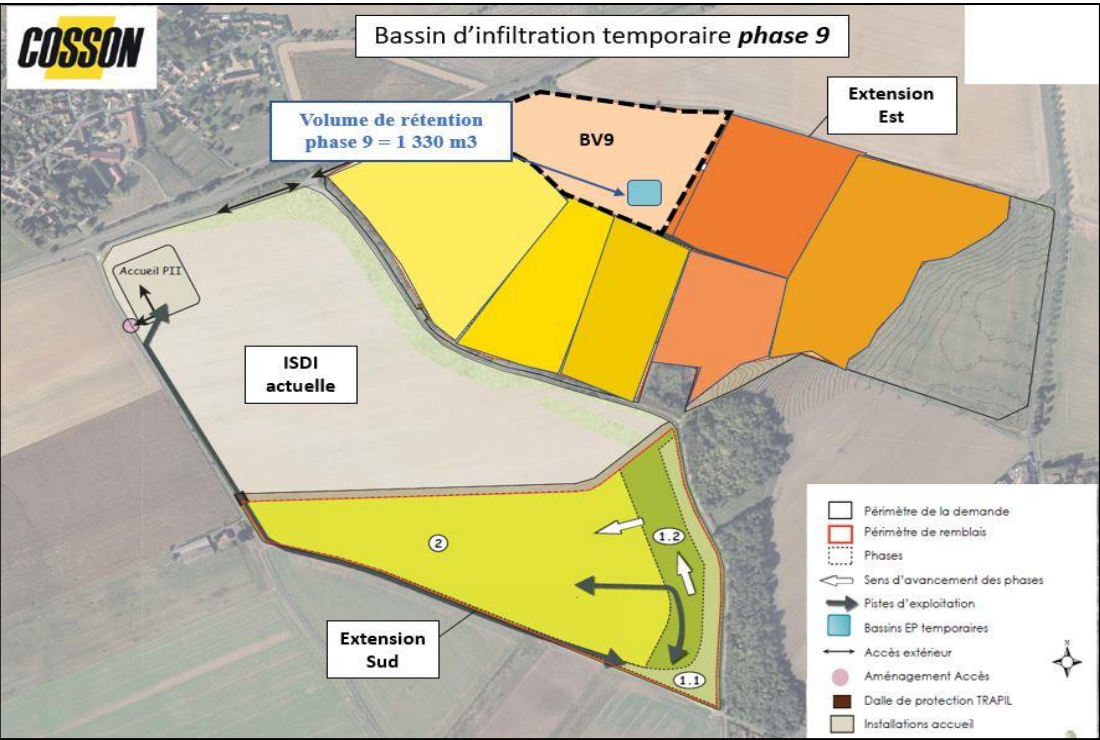 COSSON
Bassin d'infiltration temporaire phase 9
Volume de rétention
phase 9 = 1 330 m3
BV9
Extension
Est
Accueil PII
ISDI
actuelle
2
1.2
1.1
Extension
Sud
Périmètre de la demande
Périmètre de remblais
Phases
Sens d'avancement des phases
Pistes d'exploitation
Bassins EP temporaires
Accès extérieur
Aménagement Accès
Dalle de protection TRAPIL
Installations accueil
N